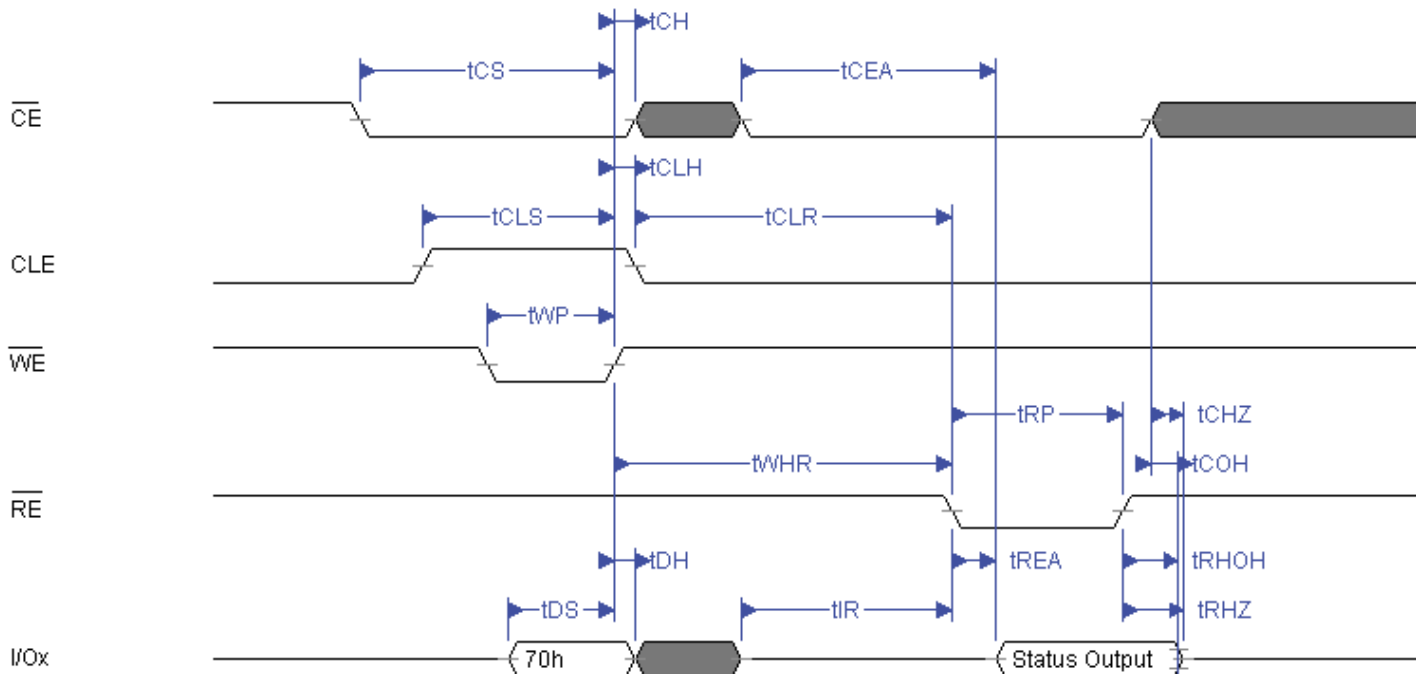 tCH
tCS tCEA
CE
tCLH
tCLS tCLR
CLE
tWP
WE
tRP tCHZ
tWHR tCOH
RE
tDH tREA tRHOH
tDS tIR tRHZ
I/Ox 70h Status Output